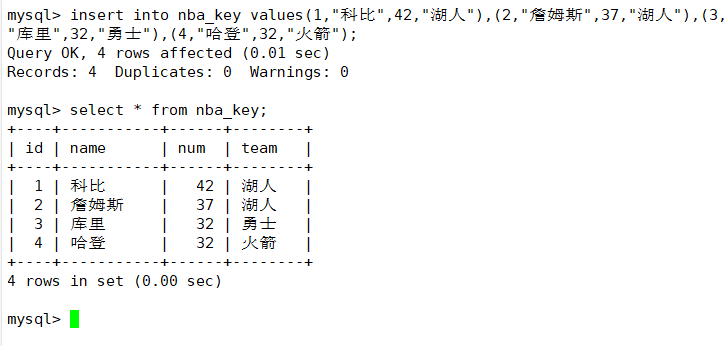 mysql> insert into nba_key values(1,"科比",42,"湖人"),(2,"詹姆斯",37,"湖人"),(3,
"库里",32,"勇士"),(4,"哈登",32,"火箭");
Query OK, 4 rows affected (0.01 sec)
Records: 4  Duplicates: 0  Warnings: 0
mysql> select * from nba_key;
+----+-----------+------+--------+
| id | name      | num  | team   |
+----+-----------+------+--------+
|  1 | 科比      |   42 | 湖人   |
|  2 | 詹姆斯    |   37 | 湖人   |
|  3 | 库里      |   32 | 勇士   |
|  4 | 哈登      |   32 | 火箭   |
+----+-----------+------+--------+
4 rows in set (0.00 sec)
mysql>